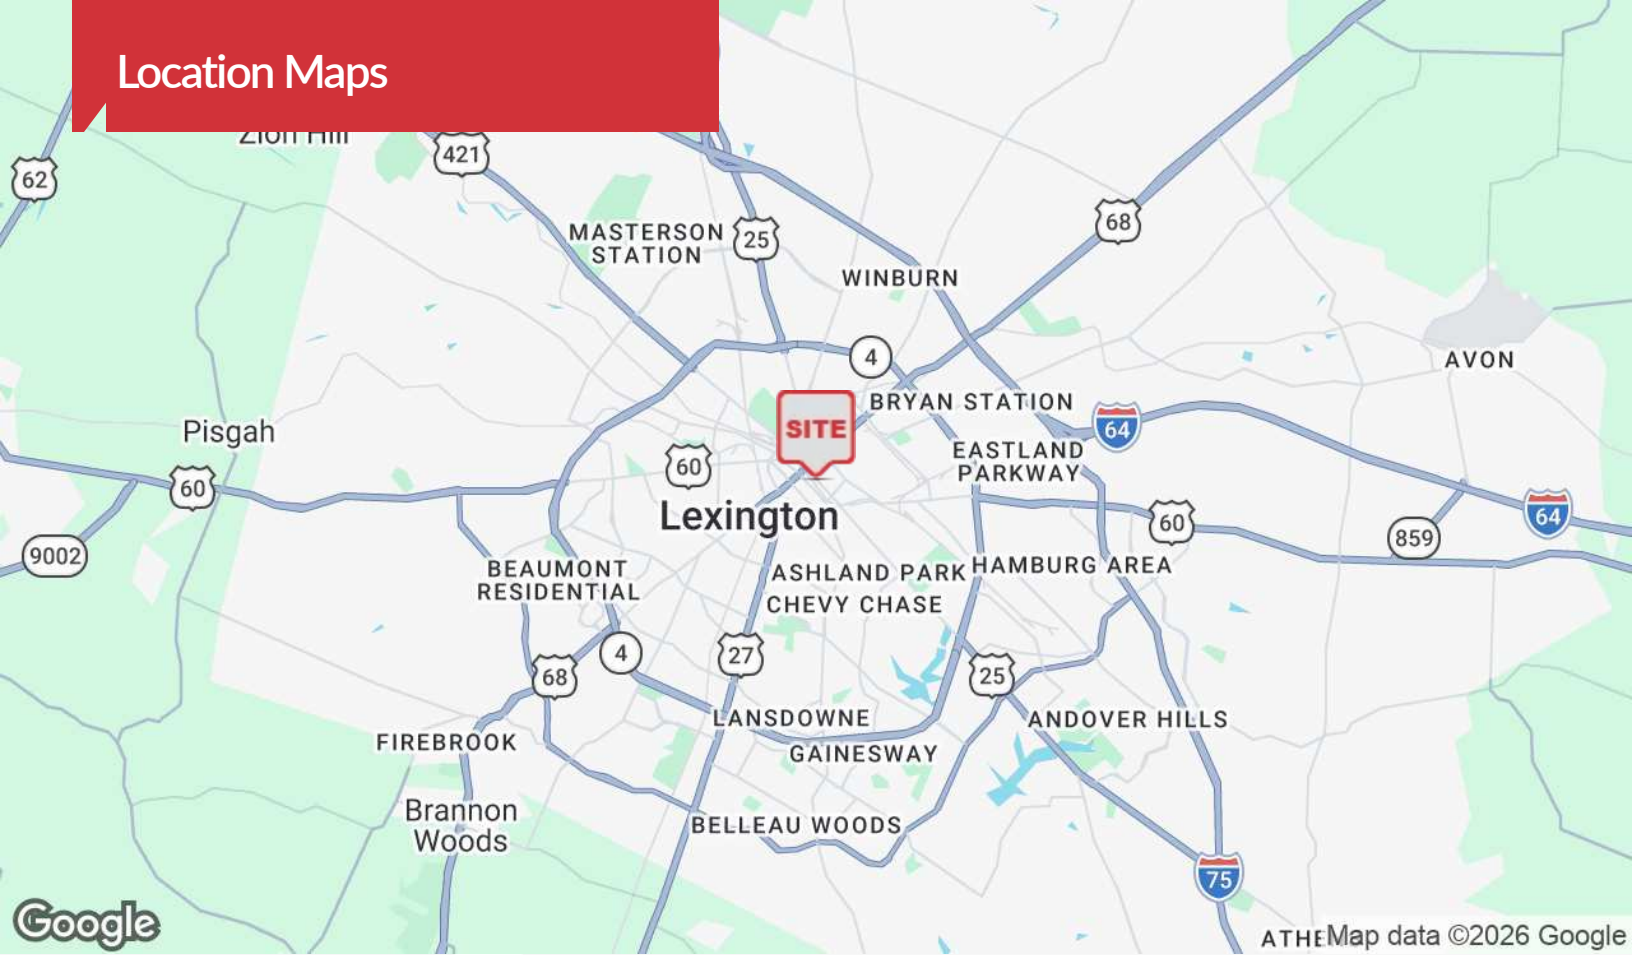 Location Maps
Zion Hill
421
62
68
MASTERSON
STATION
25
WINBURN
4
AVON
BRYAN STATION
64
SITE
Pisgah
EASTLAND
PARKWAY
60
60
64
Lexington
60
859
9002
BEAUMONT
RESIDENTIAL
ASHLAND PARK
HAMBURG AREA
CHEVY CHASE
4
27
68
25
LANSDOWNE
ANDOVER HILLS
FIREBROOK
GAINESWAY
Brannon
Woods
BELLEAU WOODS
75
Google
Map data ©2026 Google